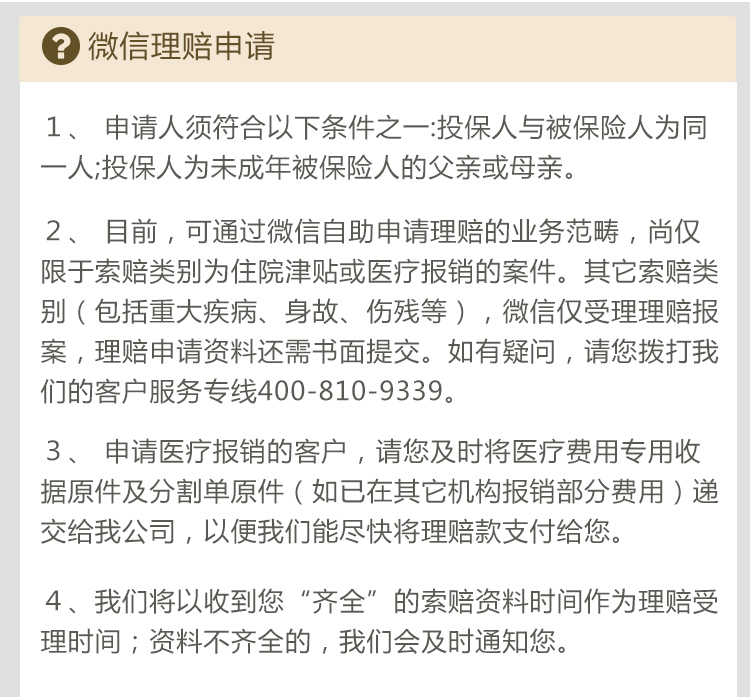 微信理赔申请
１、 申请人须符合以下条件之一:投保人与被保险人为同
一人;投保人为未成年被保险人的父亲或母亲。
２、 目前，可通过微信自助申请理赔的业务范畴，尚仅
限于索赔类别为住院津贴或医疗报销的案件。其它索赔类
别（包括重大疾病、身故、伤残等），微信仅受理理赔报
案，理赔申请资料还需书面提交。如有疑问，请您拨打我
们的客户服务专线400-810-9339。
３、 申请医疗报销的客户，请您及时将医疗费用专用收
据原件及分割单原件（如已在其它机构报销部分费用）递
交给我公司，以便我们能尽快将理赔款支付给您。
４、我们将以收到您“齐全”的索赔资料时间作为理赔受
理时间；资料不齐全的，我们会及时通知您。